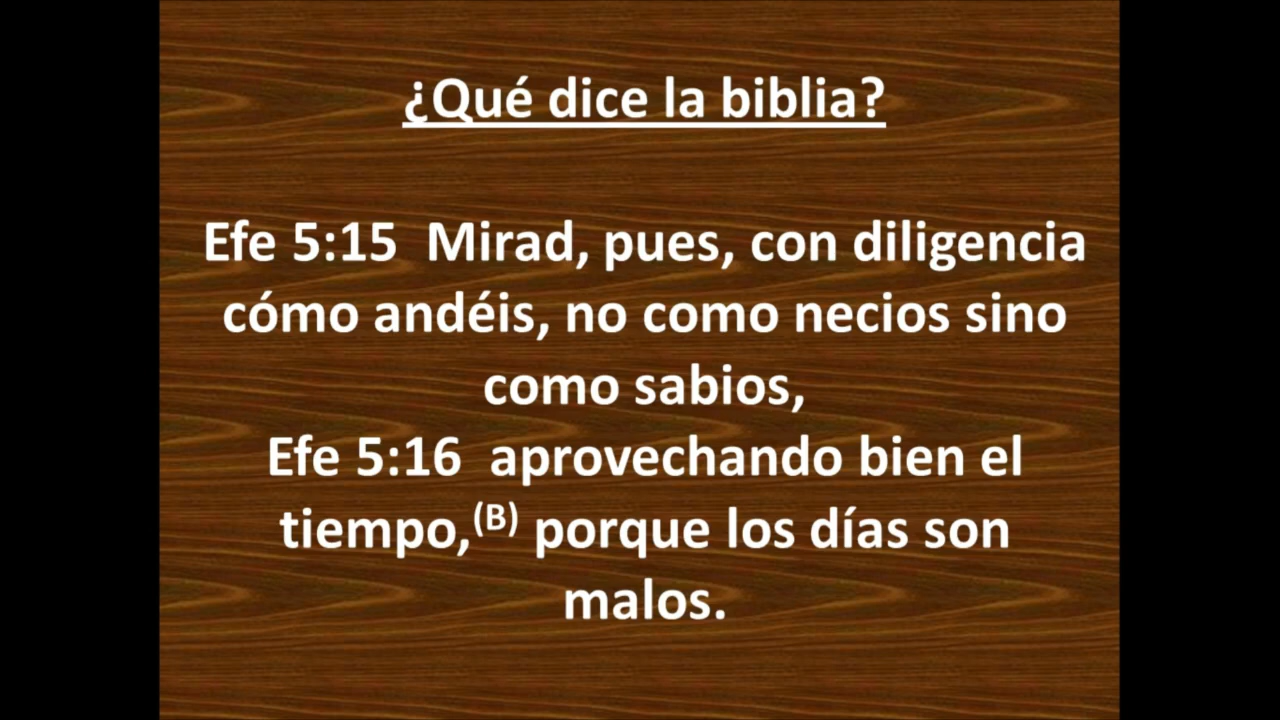 ¿Qué dice la biblia?
Efe 5:15  Mirad, pues, con diligencia
cómo andéis, no como necios sino
como sabios,
Efe 5:16  aprovechando bien el
tiempo,(B) porque los días son
malos.